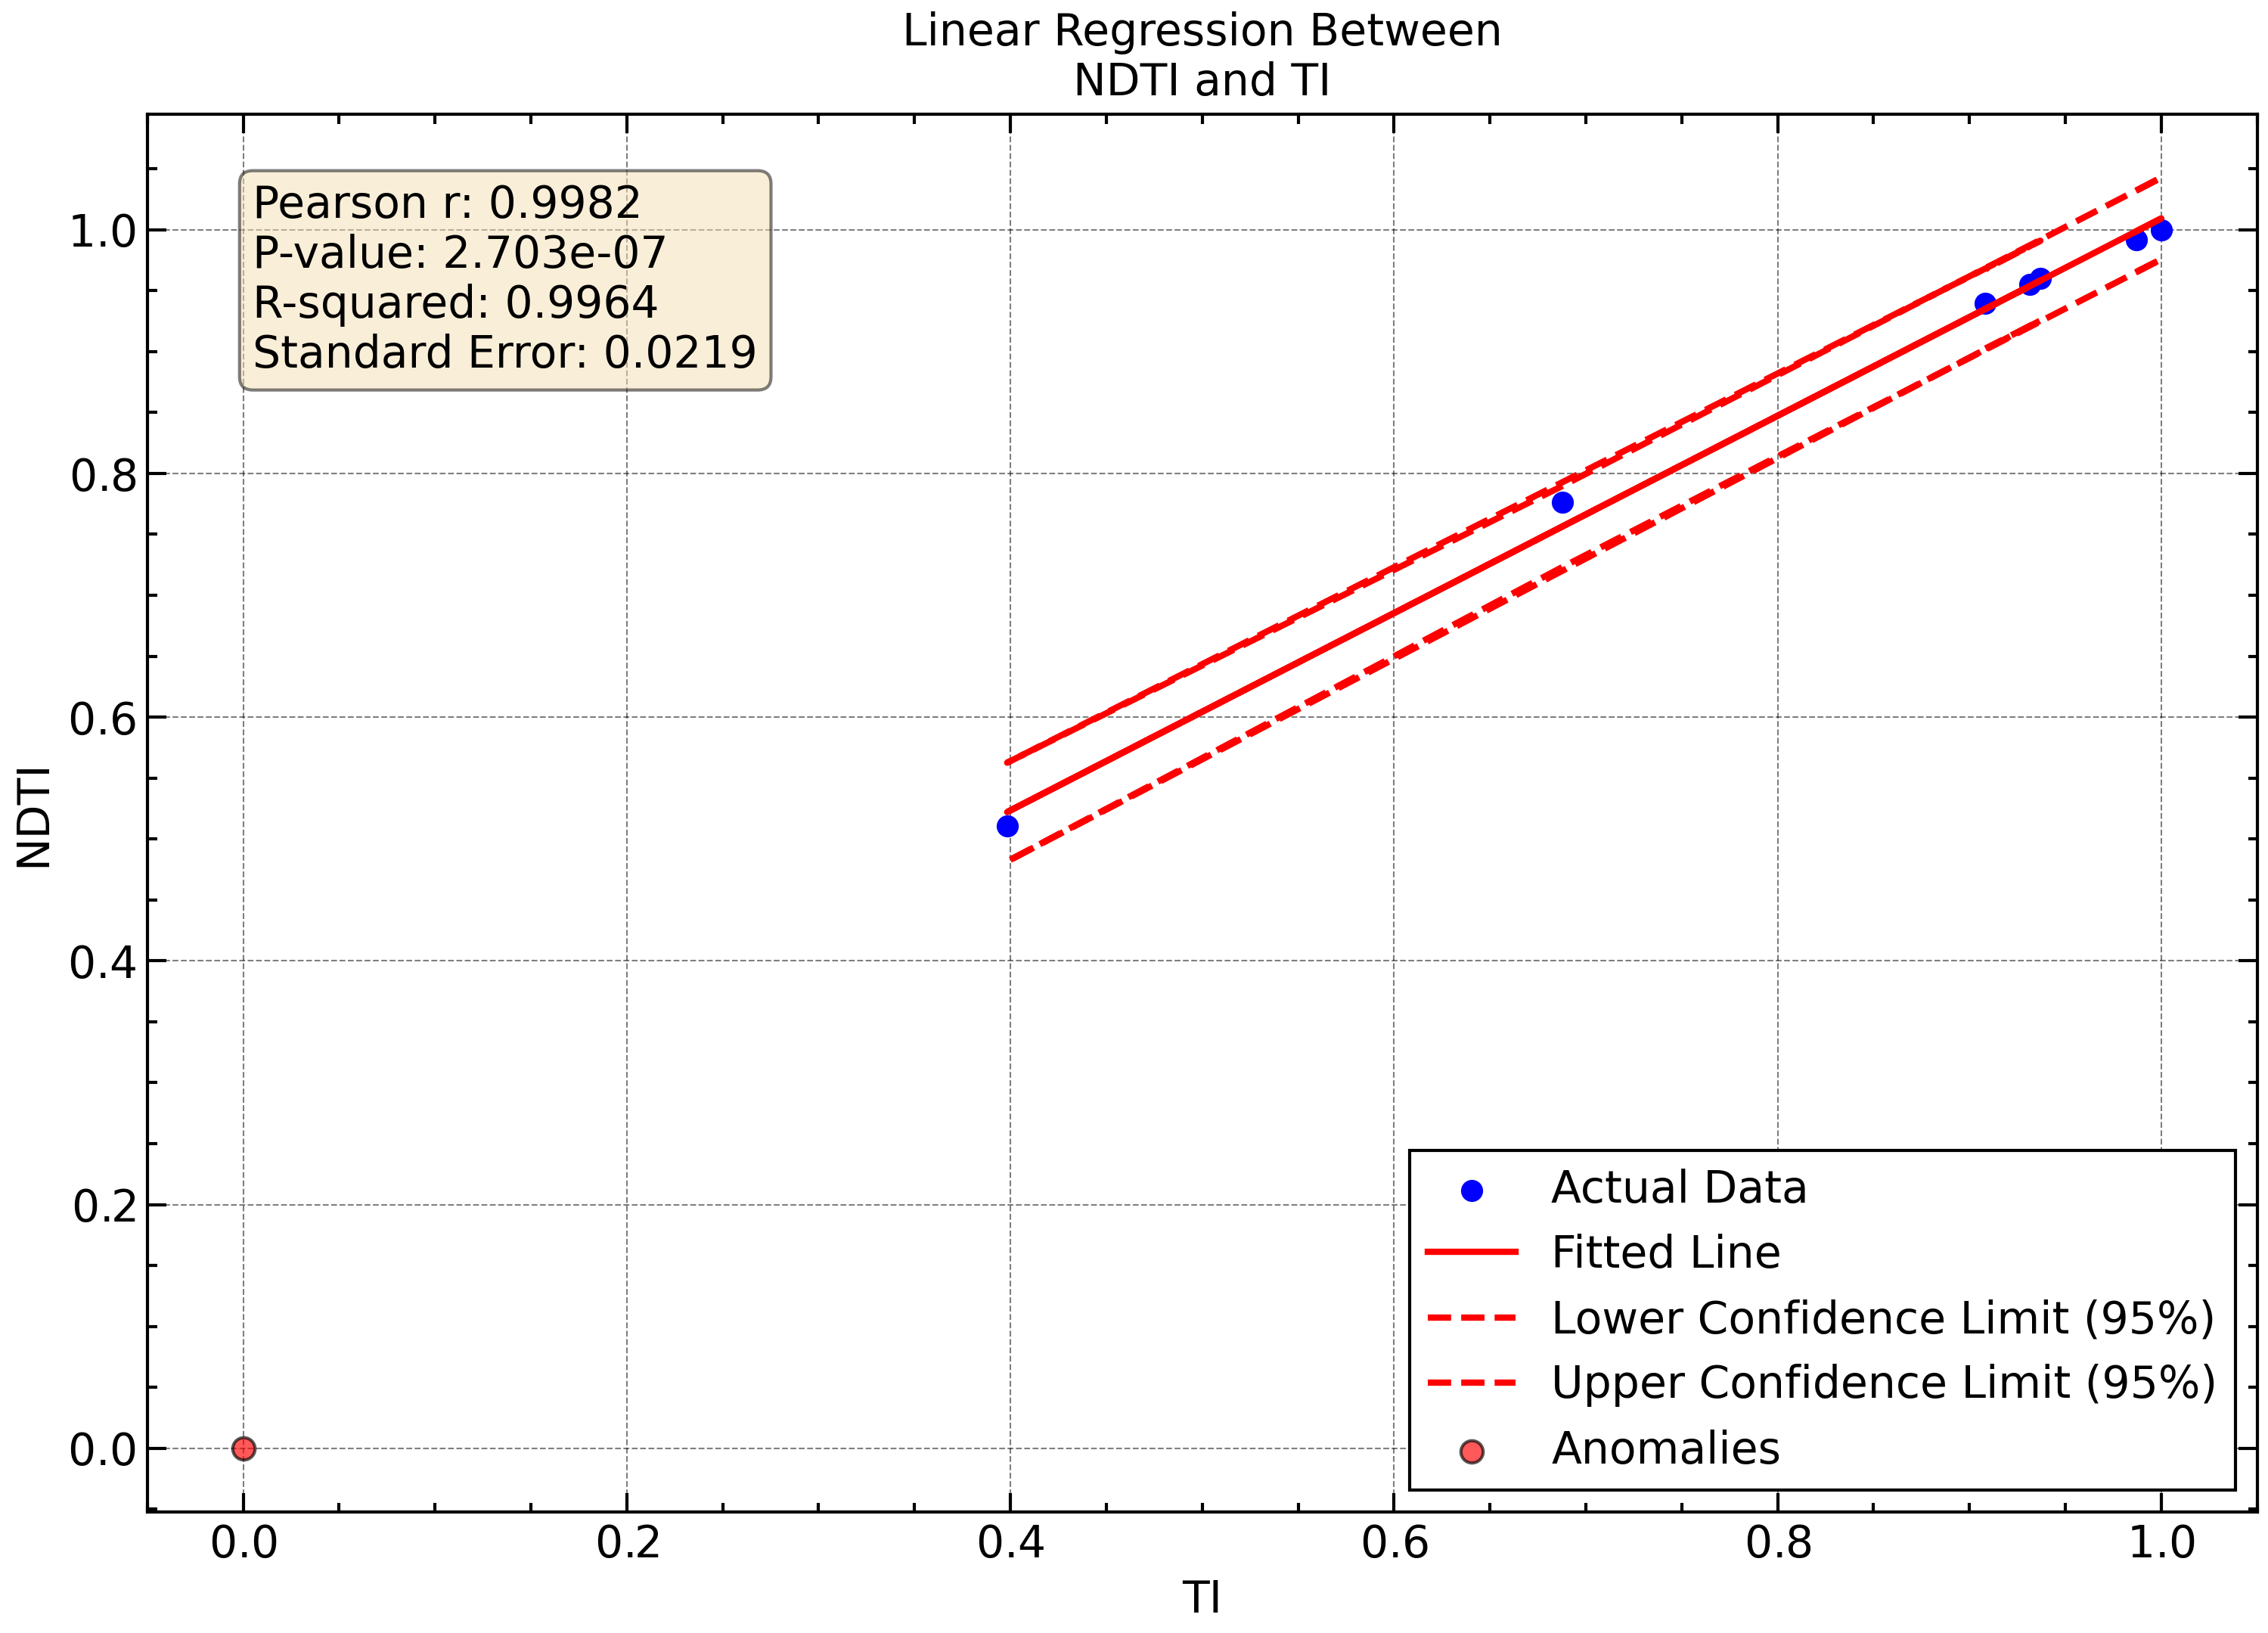 Linear Regression Between
NDTI and TI
Pearson r: 0.9982
P-value: 2.703e-07
R-squared: 0.9964
Standard Error: 0.0219
1.0
0.8
0.6
0.4
0.2
0.0
NDTI
Actual Data
Fitted Line
Lower Confidence Limit (95%)
Upper Confidence Limit (95%)
Anomalies
0.0 0.2 0.4 0.6 0.8 1.0
TI